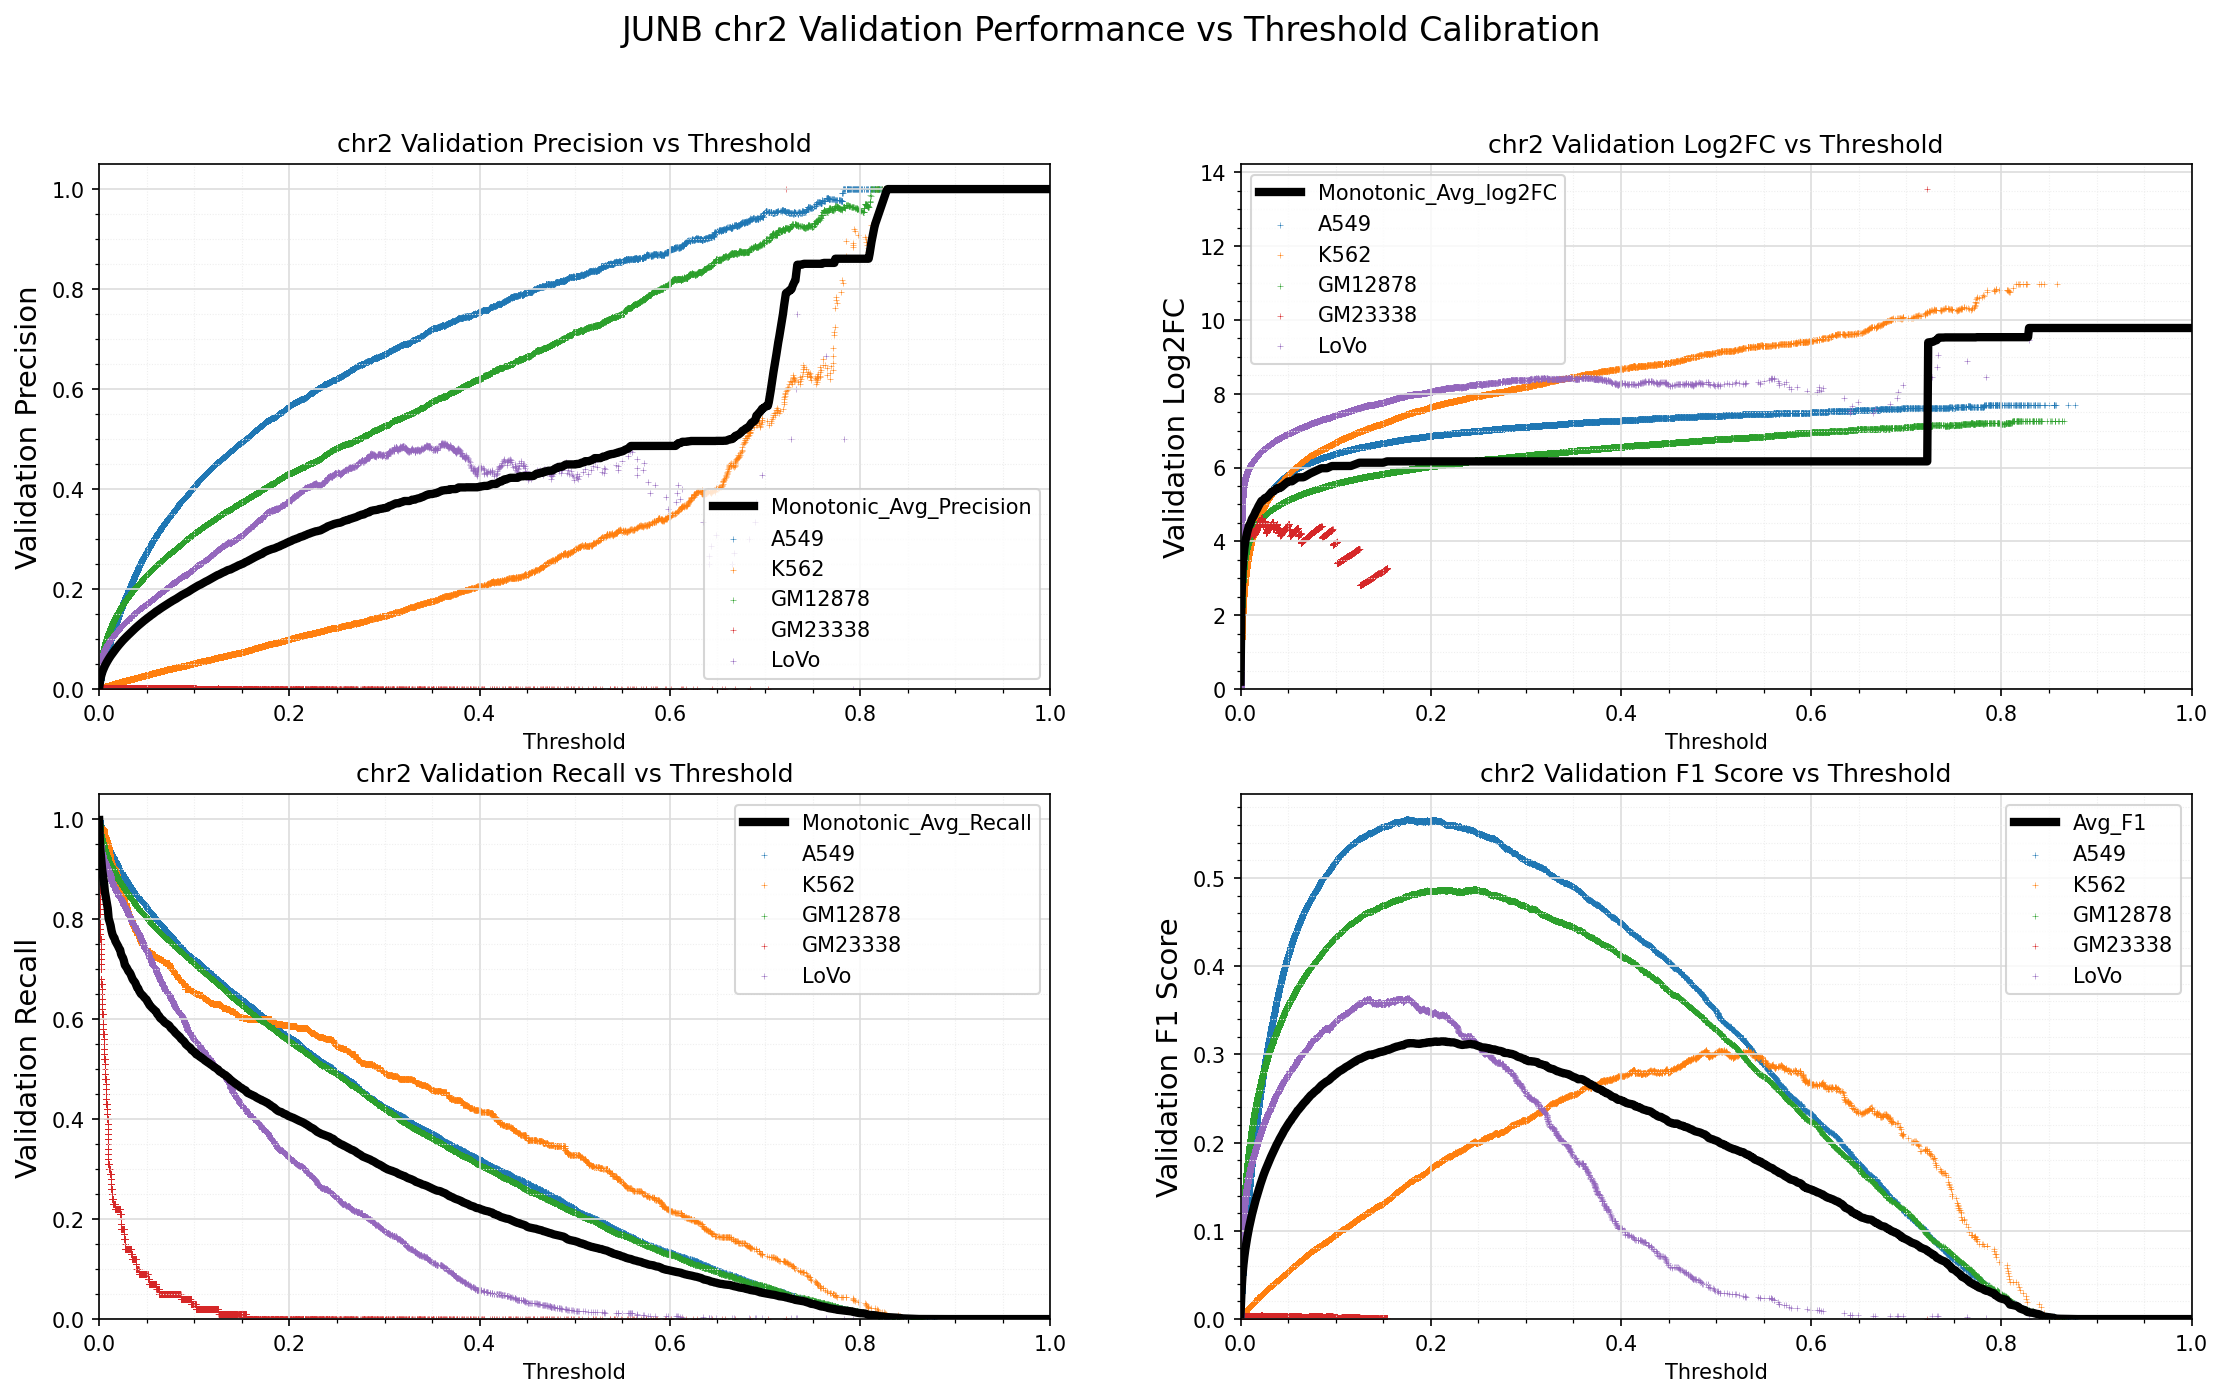 JUNB chr2 Validation Performance vs Threshold Calibration
chr2 Validation Precision vs Threshold
Validation Precision
1.0
0.8
0.6
0.4
0.2
0.0
0.0 0.2 0.4 0.6 0.8 1.0
Threshold
Monotonic_Avg_Precision
A549
K562
GM12878
GM23338
LoVo
chr2 Validation Log2FC vs Threshold
Validation Log2FC
14
12
10
8
6
4
2
0
0.0 0.2 0.4 0.6 0.8 1.0
Threshold
Monotonic_Avg_log2FC
A549
K562
GM12878
GM23338
LoVo
chr2 Validation Recall vs Threshold
Validation Recall
1.0
0.8
0.6
0.4
0.2
0.0
0.0 0.2 0.4 0.6 0.8 1.0
Threshold
Monotonic_Avg_Recall
A549
K562
GM12878
GM23338
LoVo
chr2 Validation F1 Score vs Threshold
Validation F1 Score
0.5
0.4
0.3
0.2
0.1
0.0
0.0 0.2 0.4 0.6 0.8 1.0
Threshold
Avg_F1
A549
K562
GM12878
GM23338
LoVo